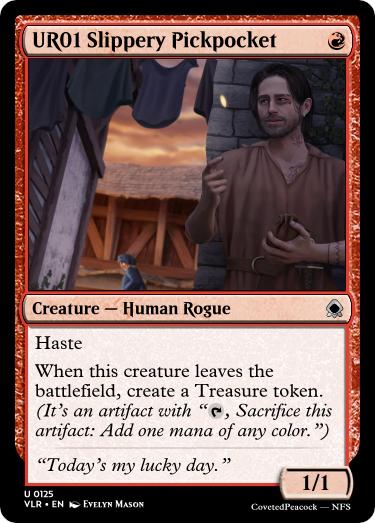 UR01 Slippery Pickpocket
Creature — Human Rogue
Haste
When this creature leaves the
battlefield, create a Treasure token.
(It's an artifact with “, Sacrifice this
artifact: Add one mana of any color.”)
“Today's my lucky day.”
1/1
U 0125
VLR • EN Evelyn Mason
CovetedPeacock — NFS